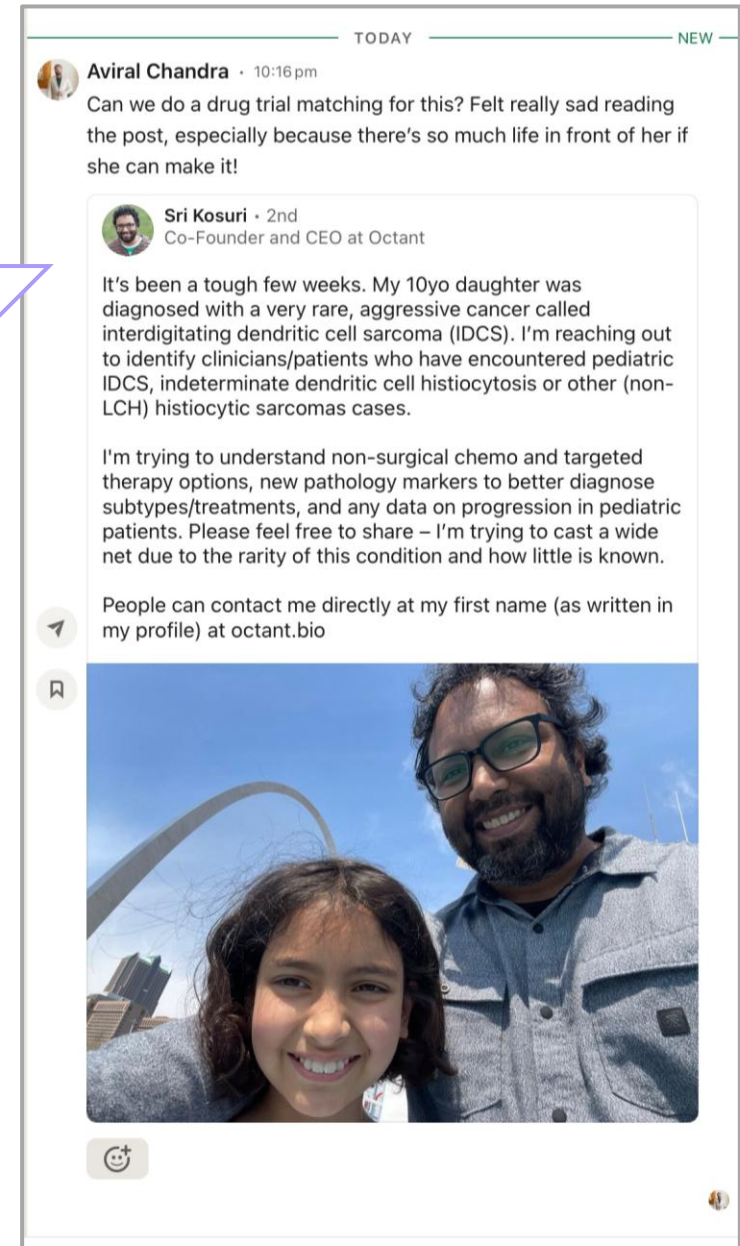 TODAY
NEW
Aviral Chandra · 10:16 pm
Can we do a drug trial matching for this? Felt really sad reading
the post, especially because there's so much life in front of her if
she can make it!
Sri Kosuri · 2nd
Co-Founder and CEO at Octant
It's been a tough few weeks. My 10yo daughter was
diagnosed with a very rare, aggressive cancer called
interdigitating dendritic cell sarcoma (IDCS). I'm reaching out
to identify clinicians/patients who have encountered pediatric
IDCS, indeterminate dendritic cell histiocytosis or other (non-
LCH) histiocytic sarcomas cases.
I'm trying to understand non-surgical chemo and targeted
therapy options, new pathology markers to better diagnose
subtypes/treatments, and any data on progression in pediatric
patients. Please feel free to share – I'm trying to cast a wide
net due to the rarity of this condition and how little is known.
People can contact me directly at my first name (as written in
my profile) at octant.bio